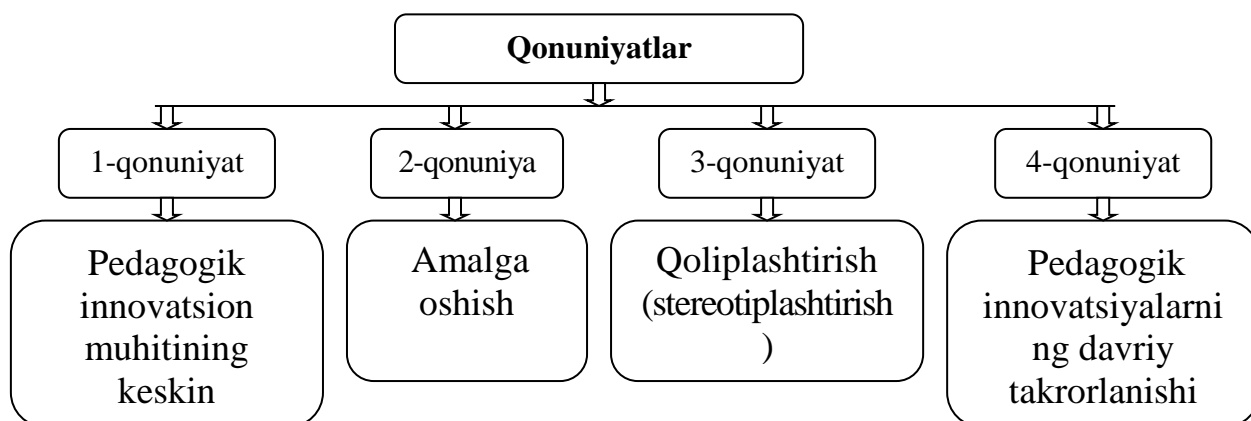 Qonuniyatlar
1-qonuniyat
2-qonuniya
3-qonuniyat
4-qonuniyat
Pedagogik
innovatsion
muhitining
keskin
Amalga
oshish
Qoliplashtirish
(stereotiplashtirish
)
Pedagogik
innovatsiyalarni
ng davriy
takrorlanishi